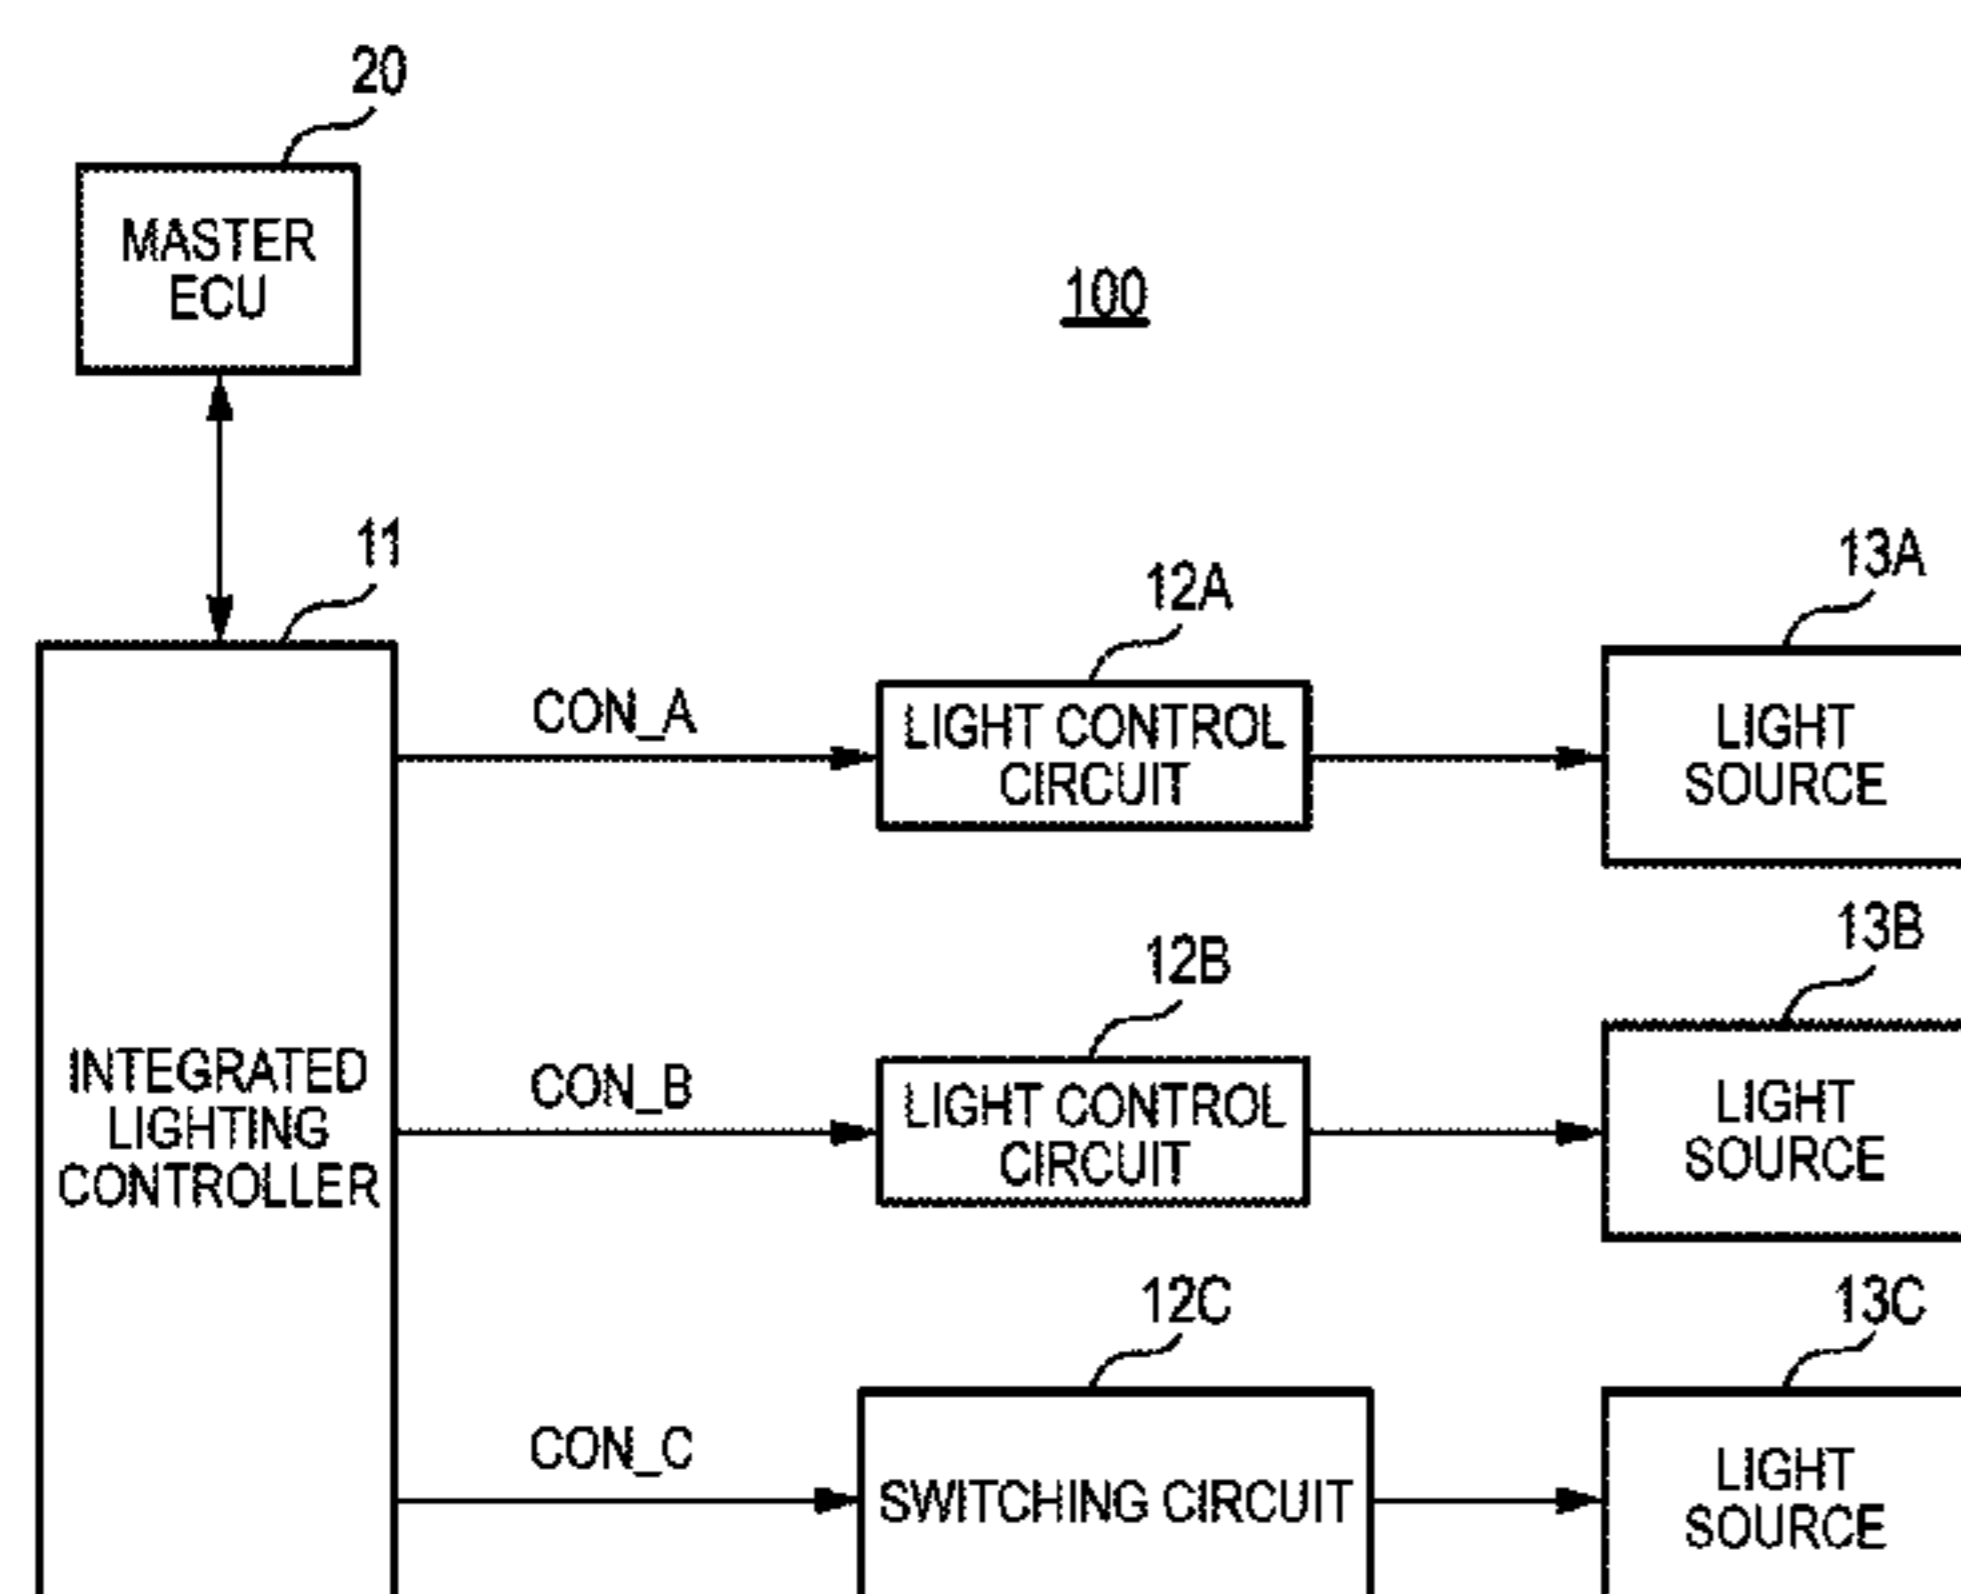 20
MASTER
ECU
100
11
12A
13A
CON_A
LIGHT CONTROL
CIRCUIT
LIGHT
SOURCE
12B
13B
INTEGRATED
LIGHTING
CONTROLLER
CON_B
LIGHT CONTROL
CIRCUIT
LIGHT
SOURCE
12C
13C
CON_C
SWITCHING CIRCUIT
LIGHT
SOURCE